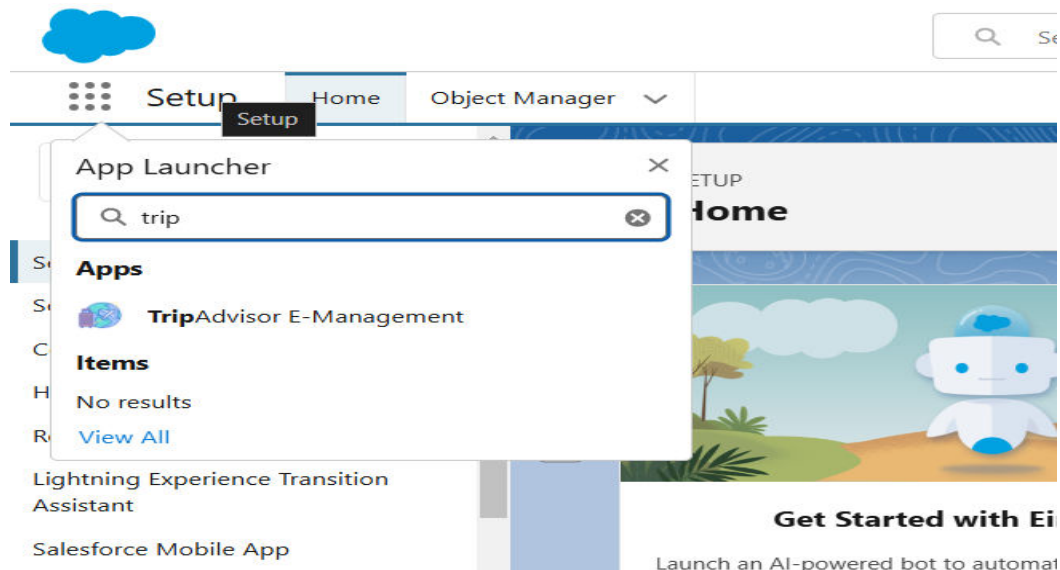 Se
Setup
Home
Object Manager
Setup
App Launcher
ETUP
Home
trip
Apps
TripAdvisor E-Management
Items
No results
View All
Lightning Experience Transition
Assistant
Salesforce Mobile App
Get Started with Ei
Launch an AI-powered bot to automat